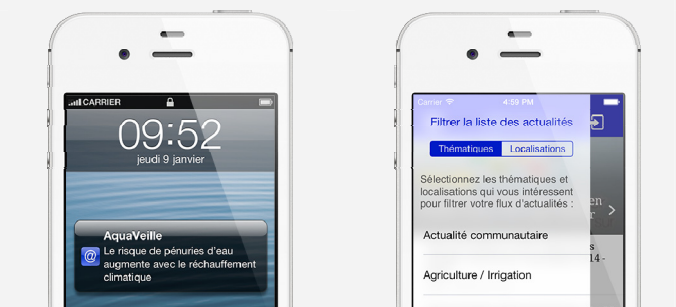 CARRIER
09:52
jeudi 9 janvier
AquaVeille
@
Le risque de pénuries d'eau
augmente avec le réchauffement
climatique
Carrier 4:59 PM
Filtrer la liste des actualités
Thématiques Localisations
Sélectionnez les thématiques et
localisations qui vous intéressent
pour filtrer votre flux d'actualités :
Actualité communautaire
Agriculture / Irrigation
en
r
s
14 -